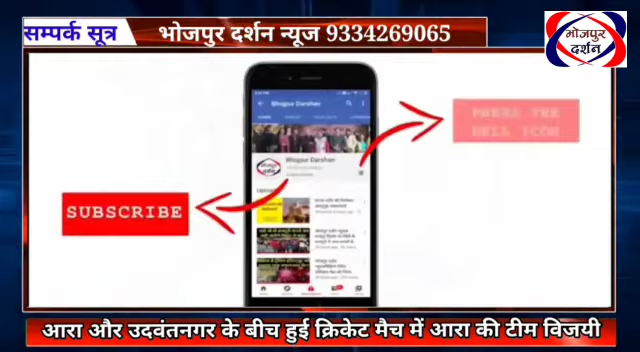 सम्पर्क सूत्र
भोजपुर दर्शन न्यूज 9334269065
भोजपुर
दर्शन
Bhojpur Darshan
PRESS THE
BELL ICON
Bhojpur Darshan
SUBSCRIBE
आरा और उदवंतनगर के बीच हुई क्रिकेट मैच में आरा की टीम विजयी